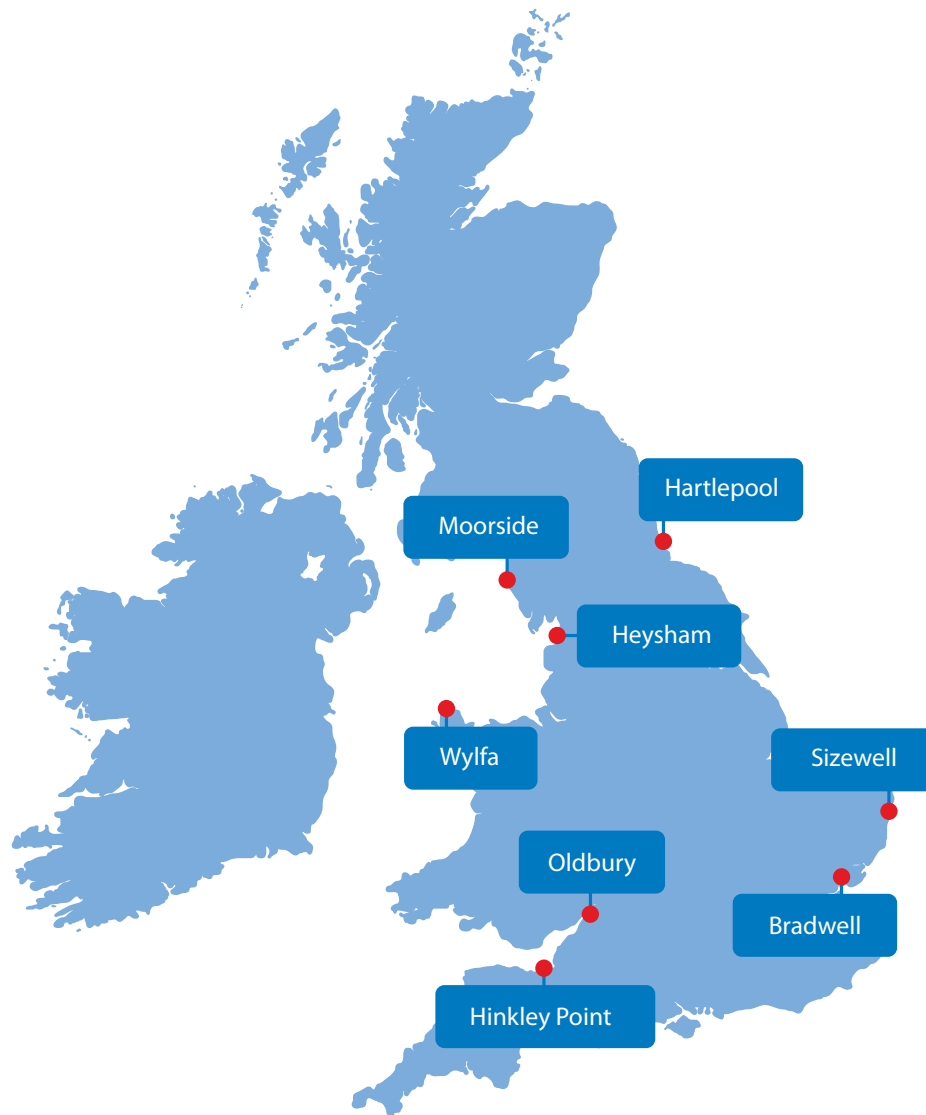 Hartlepool
Moorside
Heysham
Wylfa
Sizewell
Oldbury
Bradwell
Hinkley Point